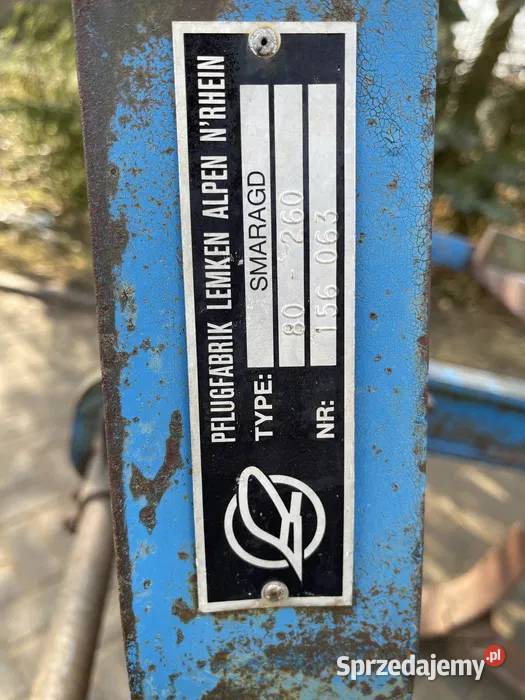 PFLUGFABRIK LEMKEN ALPEN N'RHEIN
TYPE: SMARAGD
80 - 260
NR: 156 063
Sprzedajemy.pl